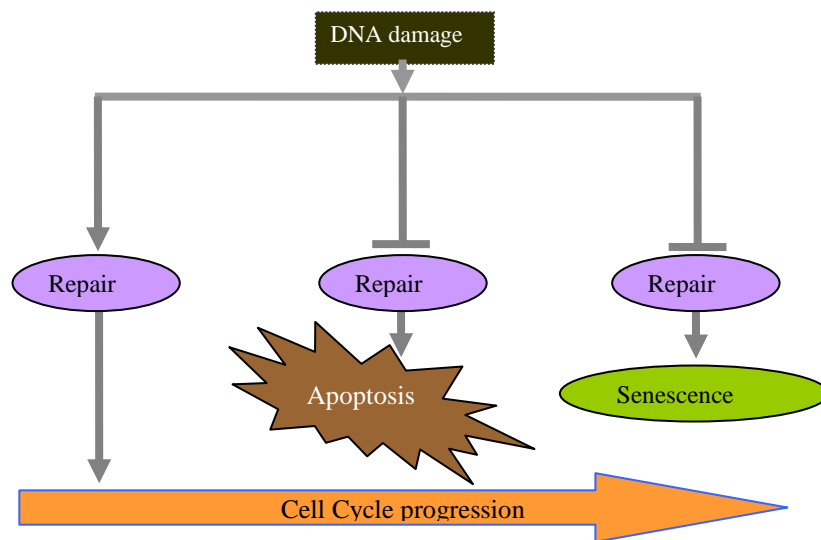 DNA damage
Repair
Repair
Repair
Apoptosis
Senescence
Cell Cycle progression